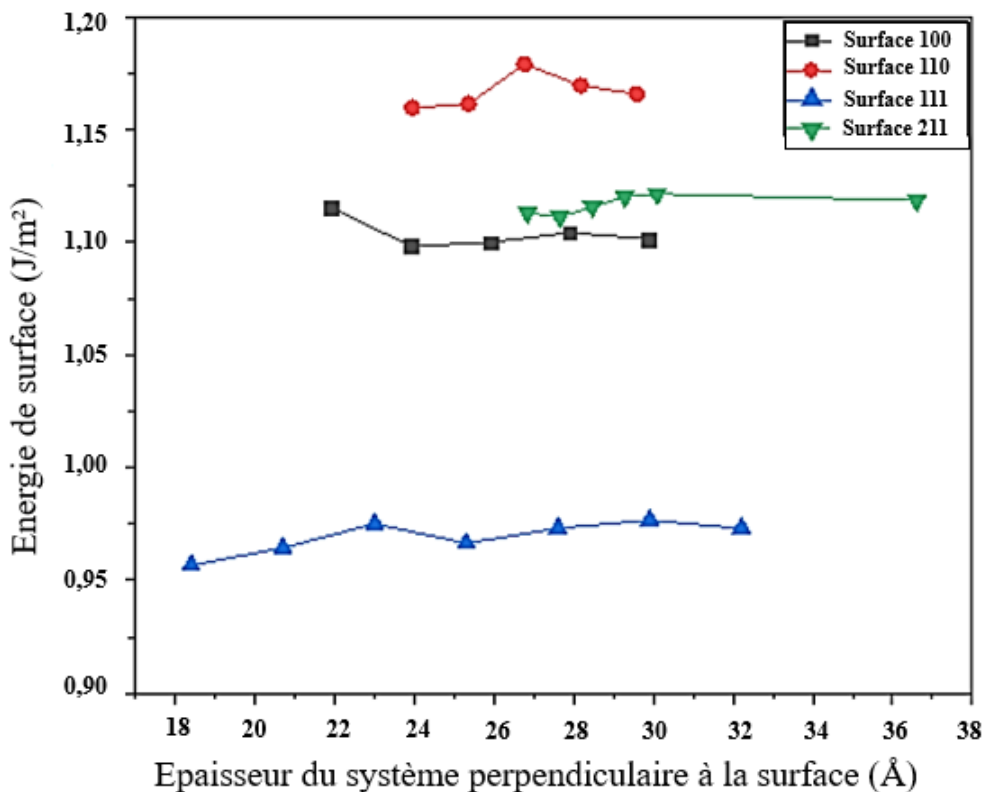 1,20
1,15
1,10
1,05
1,00
0,95
0,90
Energie de surface (J/m²)
Surface 100
Surface 110
Surface 111
Surface 211
18 20 22 24 26 28 30 32 34 36 38
Epaisseur du système perpendiculaire à la surface (Å)